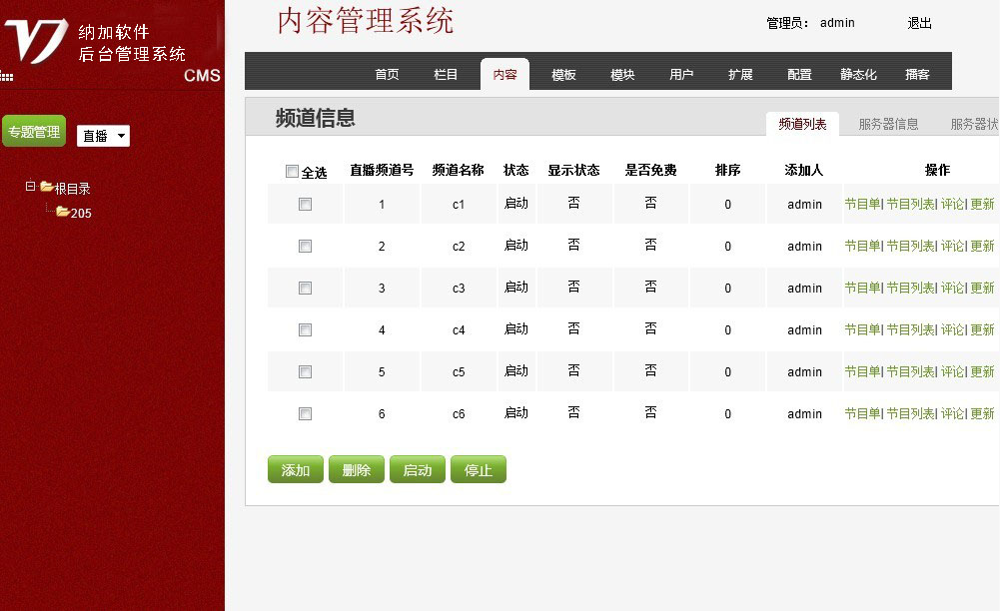 纳加软件
后台管理系统
CMS
内容管理系统
管理员： admin 退出
首页 栏目 内容 模板 模块 用户 扩展 配置 静态化 播客
专题管理 直播
根目录
205
频道信息 频道列表 服务器信息 服务器状
全选 直播频道号 频道名称 状态 显示状态 是否免费 排序 添加人 操作
1 c1 启动 否 否 0 admin 节目单| 节目列表| 评论| 更新
2 c2 启动 否 否 0 admin 节目单| 节目列表| 评论| 更新
3 c3 启动 否 否 0 admin 节目单| 节目列表| 评论| 更新
4 c4 启动 否 否 0 admin 节目单| 节目列表| 评论| 更新
5 c5 启动 否 否 0 admin 节目单| 节目列表| 评论| 更新
6 c6 启动 否 否 0 admin 节目单| 节目列表| 评论| 更新
添加 删除 启动 停止